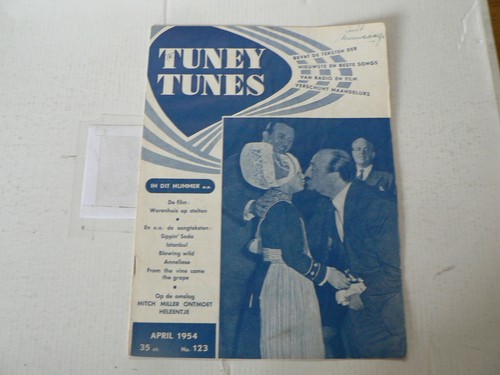 TUNEY
TUNES
BEVAT DE TEKSTEN DER
NIEUWSTE EN BESTE SONGS
VAN RADIO EN FILM
VERSCHIJNT MAANDELIJKS
IN DIT NUMMER o.a.
De film:
Warenhuis op stelten
En o.a. de songteksten:
Sippin' Soda
Istanbul
Blowing wild
Anneliese
From the vine came
the grape
Op de omslag
MITCH MILLER ONTMOET
HELEENTJE
APRIL 1954
35 ct. No. 123